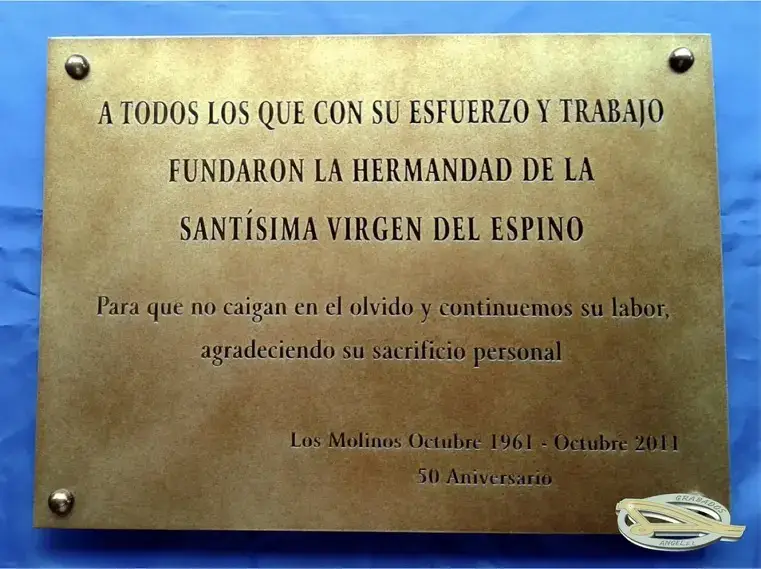 A TODOS LOS QUE CON SU ESFUERZO Y TRABAJO
FUNDARON LA HERMANDAD DE LA
SANTÍSIMA VIRGEN DEL ESPINO
Para que no caigan en el olvido y continuemos su labor,
agradeciendo su sacrificio personal
Los Molinos Octubre 1961 - Octubre 2011
50 Aniversario
GRABADOS
ANGEL, S.L.